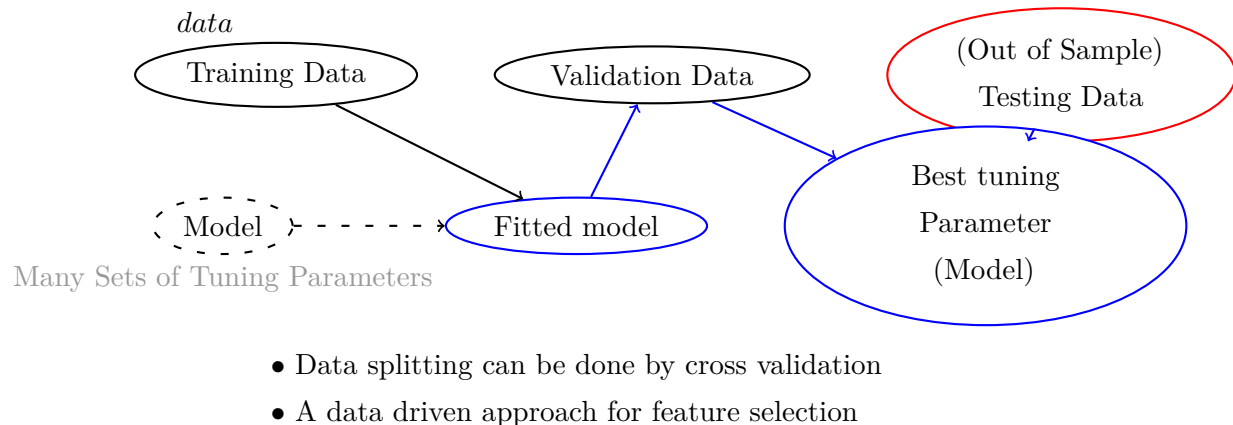 data
Training Data
Validation Data
(Out of Sample)
Testing Data
Model
Fitted model
Best tuning
Parameter
(Model)
Many Sets of Tuning Parameters
• Data splitting can be done by cross validation
• A data driven approach for feature selection